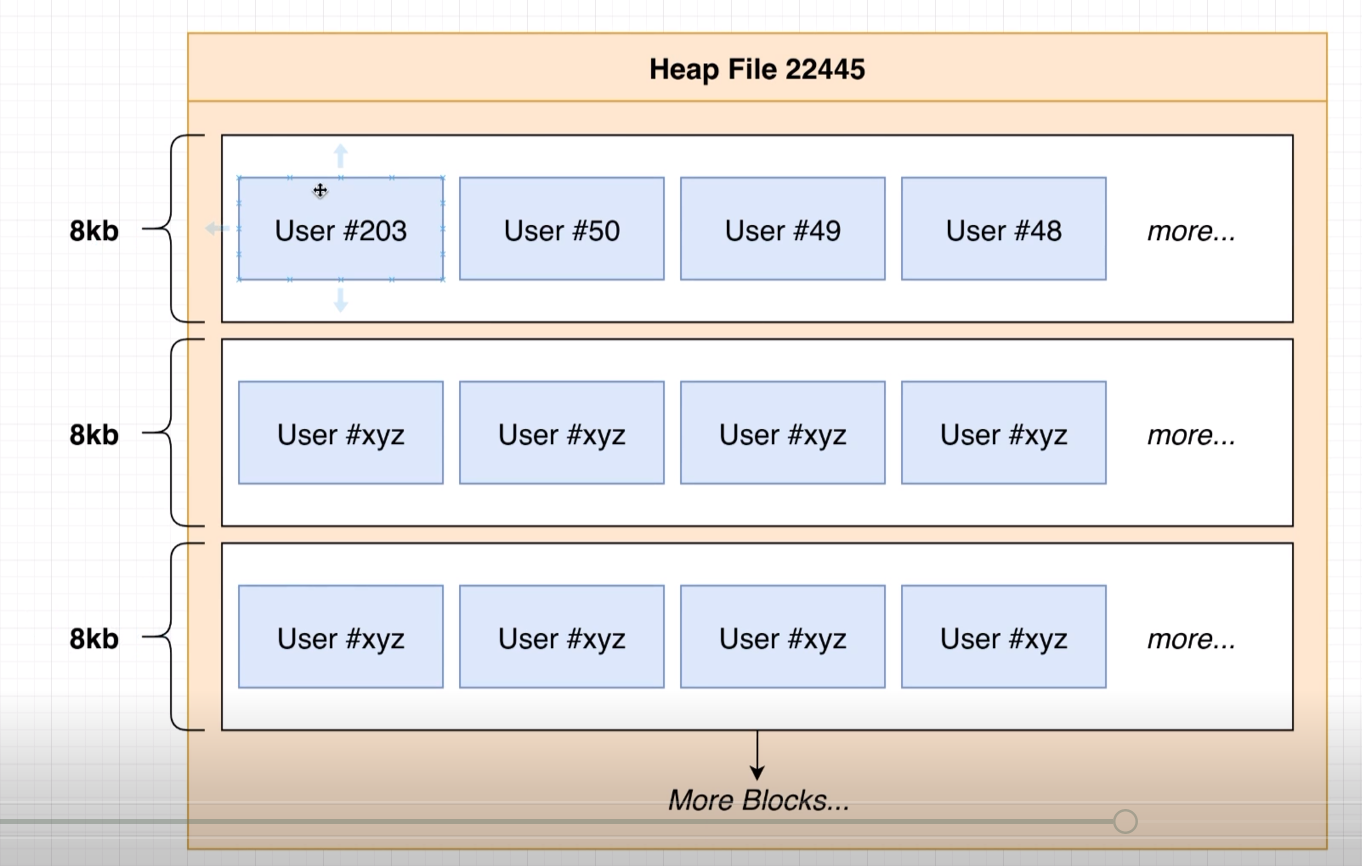 Heap File 22445
8kb
User #203
User #50
User #49
User #48
more...
8kb
User #xyz
User #xyz
User #xyz
User #xyz
more...
8kb
User #xyz
User #xyz
User #xyz
User #xyz
more...
More Blocks...